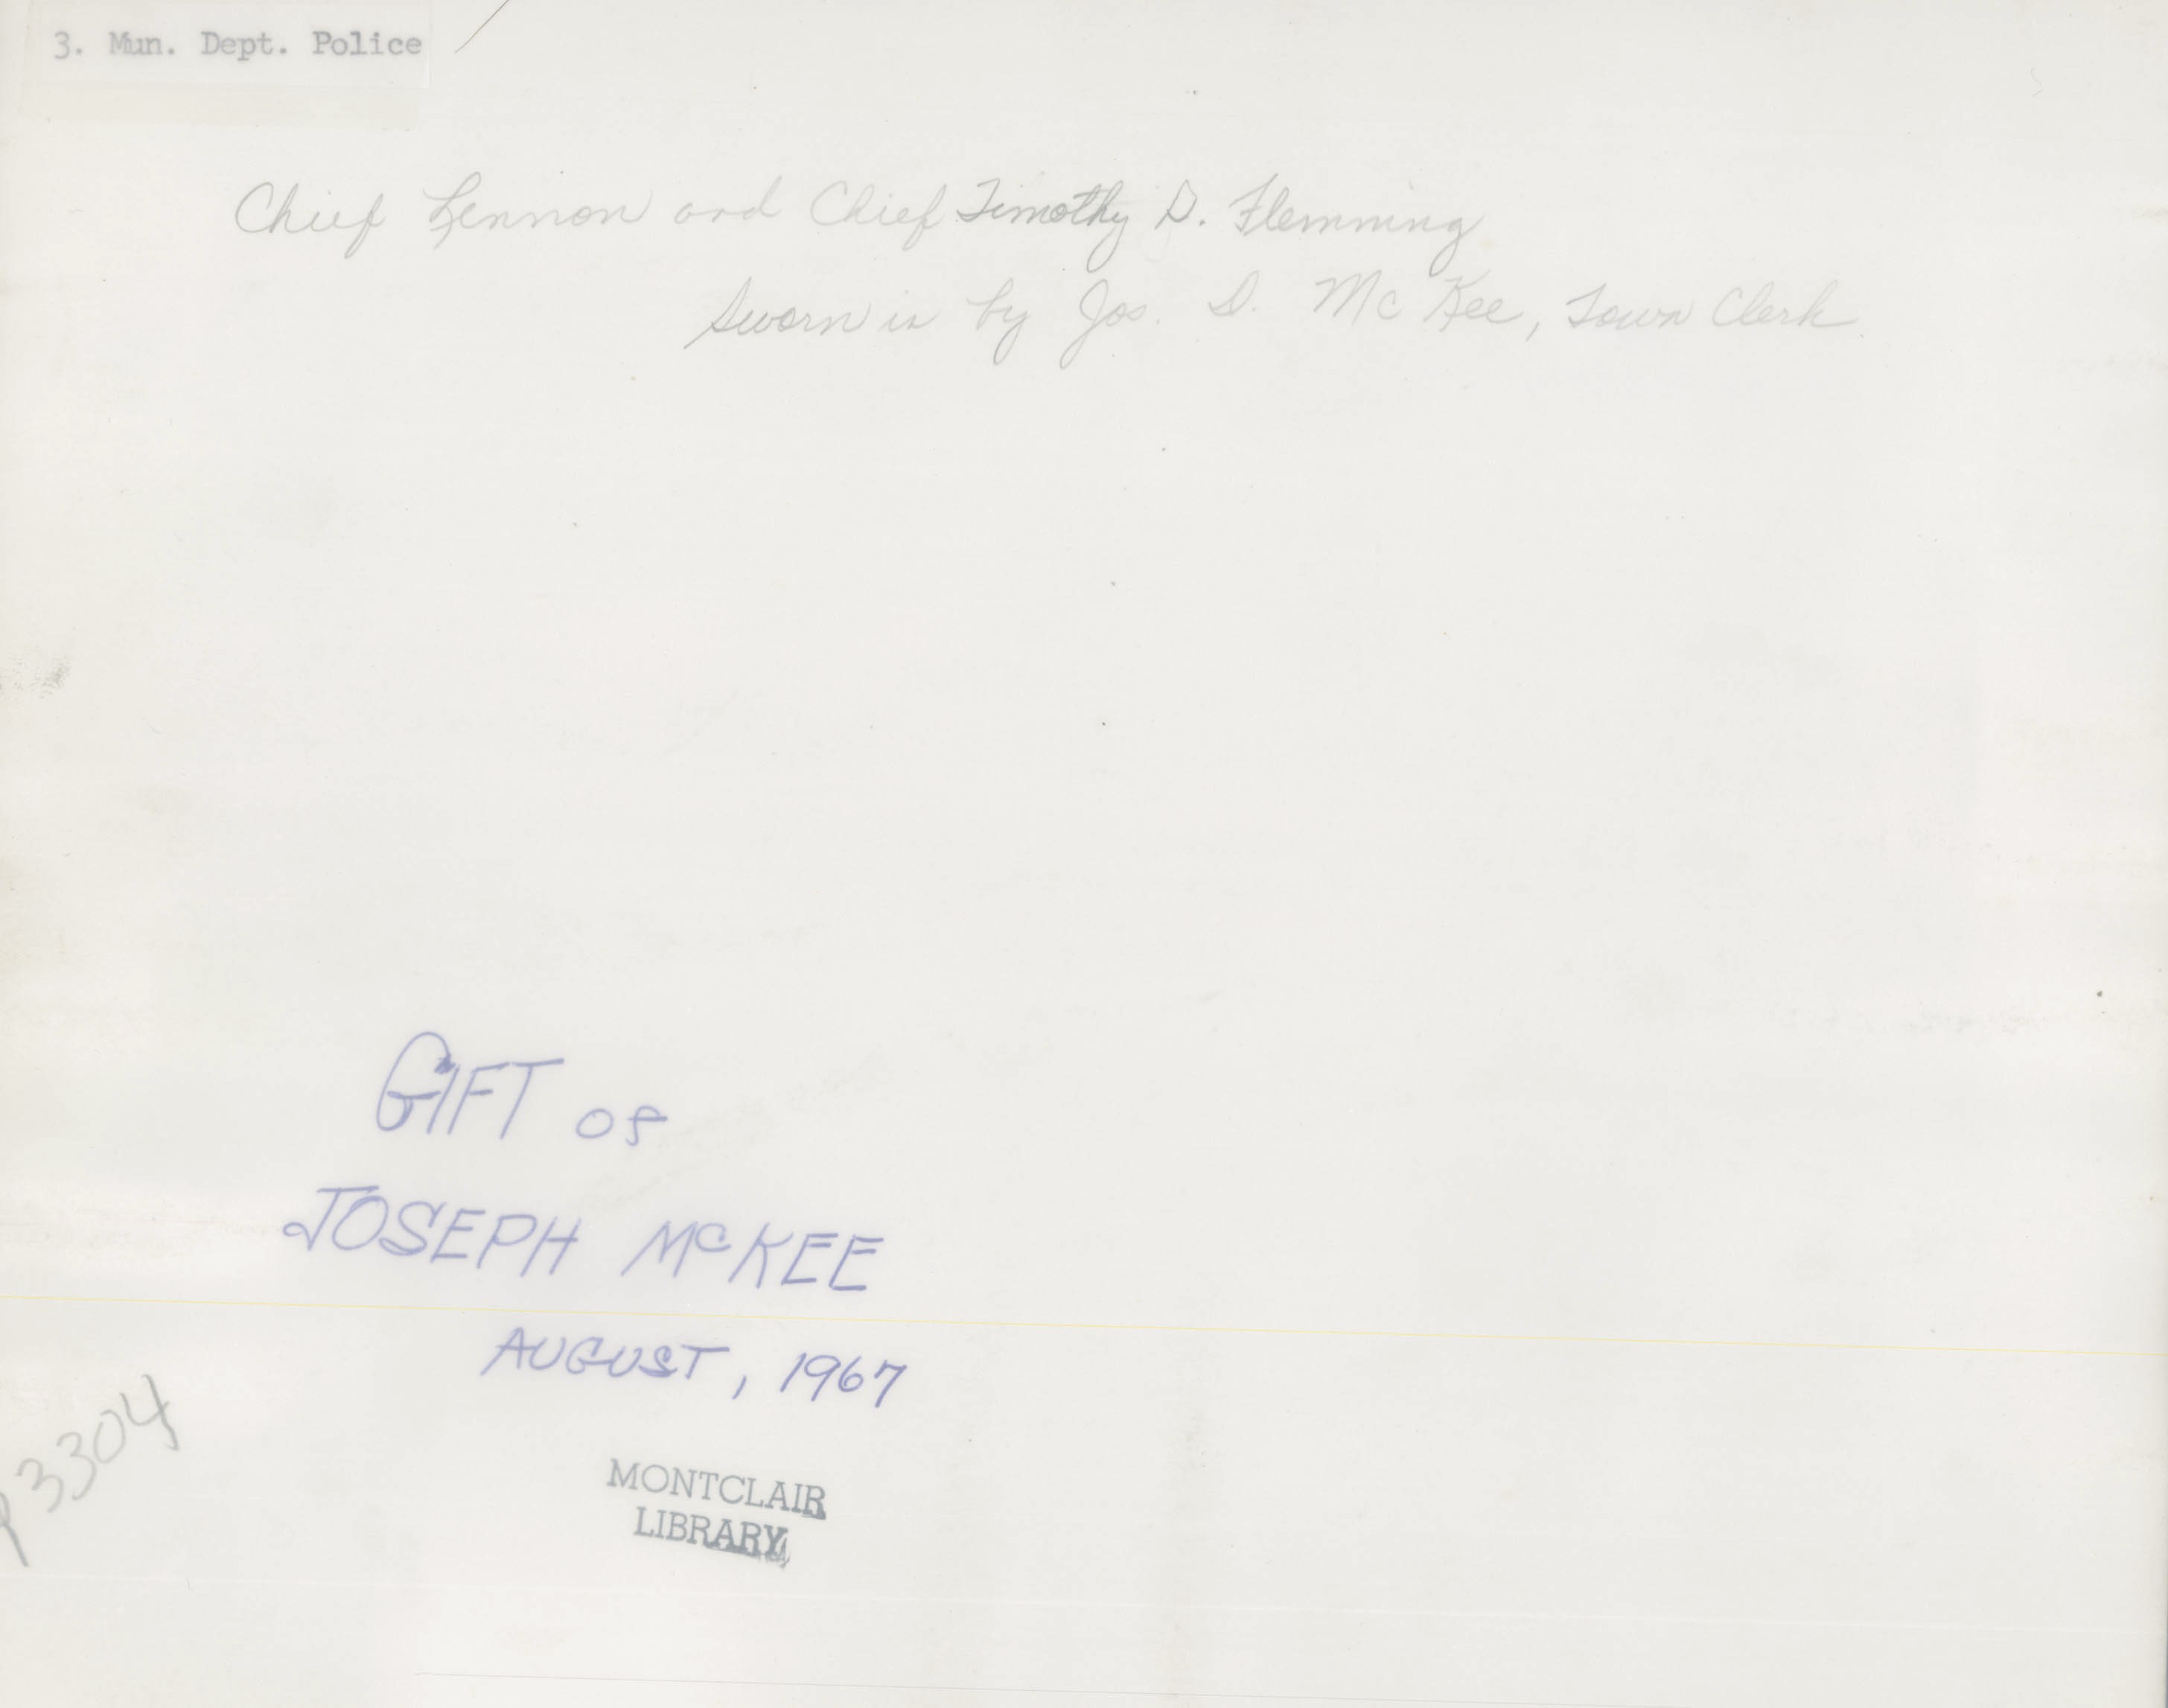 3. Mun. Dept. Police
Chief Lennon and Chief Timothy D. Flemming
Sworn in by Jos. D. McKee, Town Clerk.
GIFT OF
JOSEPH McKEE
AUGUST, 1967
3304
MONTCLAIR
LIBRARY